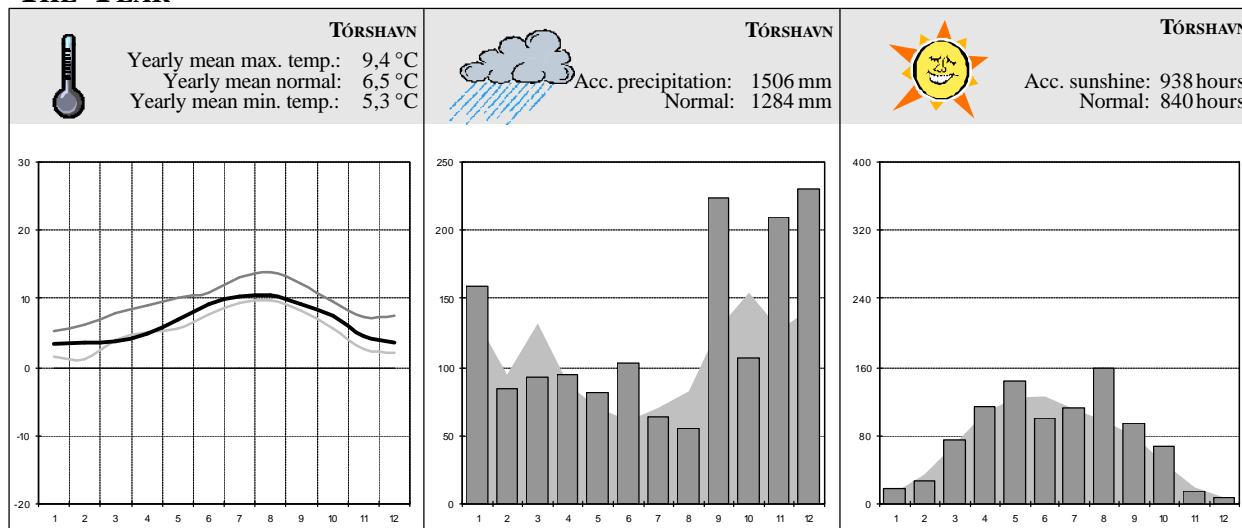 TÓRSHAVN
Yearly mean max. temp.: 9,4 °C
Yearly mean normal: 6,5 °C
Yearly mean min. temp.: 5,3 °C
30
20
10
0
-10
-20
1 2 3 4 5 6 7 8 9 10 11 12
TÓRSHAVN
Acc. precipitation: 1506 mm
Normal: 1284 mm
250
200
150
100
50
0
1 2 3 4 5 6 7 8 9 10 11 12
TÓRSHAVN
Acc. sunshine: 938 hours
Normal: 840 hours
400
320
240
160
80
0
1 2 3 4 5 6 7 8 9 10 11 12